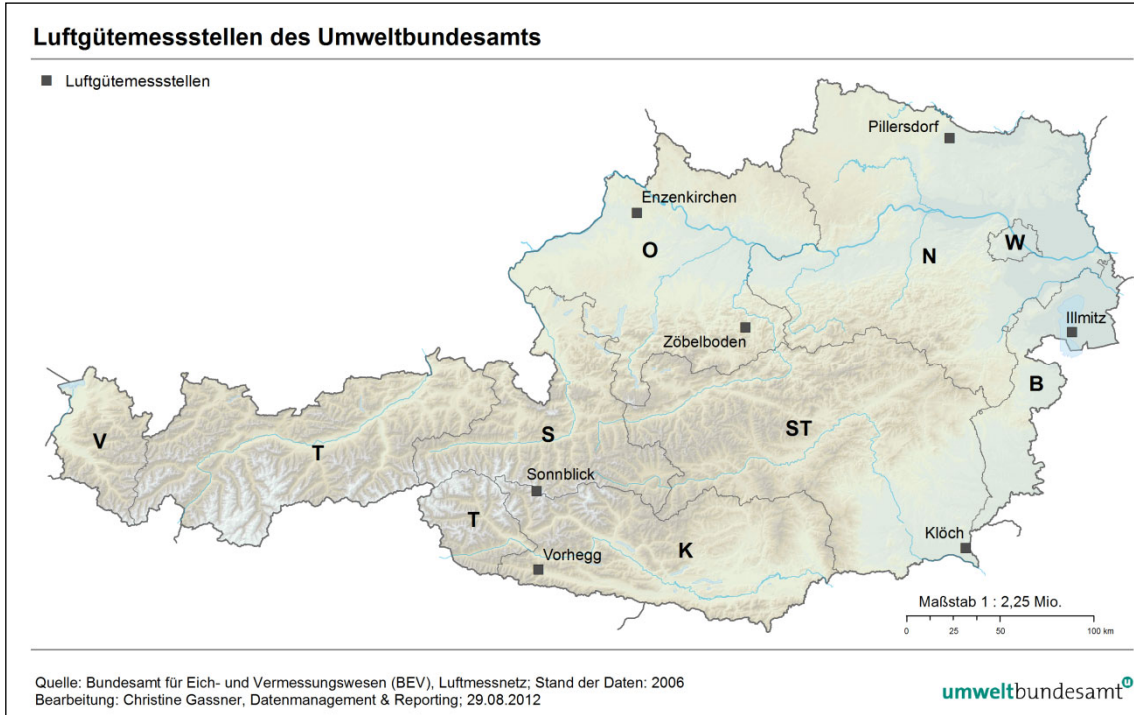 Luftgütemessstellen des Umweltbundesamts
Luftgütemessstellen
Pillersdorf
Enzenkirchen
O
N
W
Zöbelboden
Illmitz
B
V
T
S
ST
Sonnblick
T
Vorhegg
K
Klöch
Maßstab 1 : 2,25 Mio.
0 25 50 100 km
Quelle: Bundesamt für Eich- und Vermessungswesen (BEV), Luftmessnetz; Stand der Daten: 2006
Bearbeitung: Christine Gassner, Datenmanagement & Reporting; 29.08.2012
umweltbundesamt u